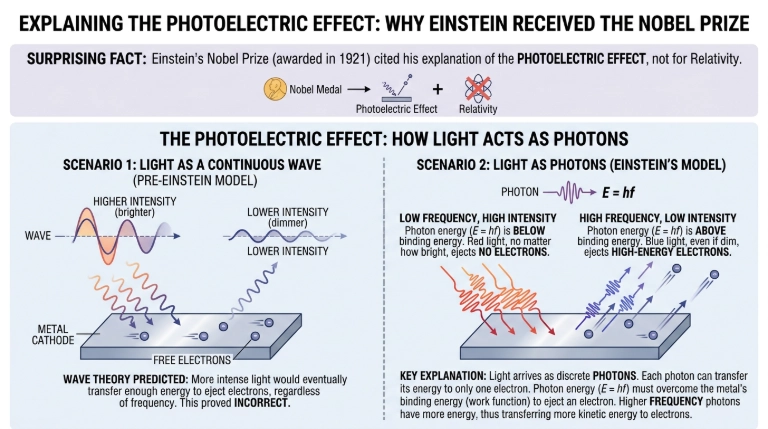 EXPLAINING THE PHOTOELECTRIC EFFECT: WHY EINSTEIN RECEIVED THE NOBEL PRIZE
SURPRISING FACT: Einstein's Nobel Prize (awarded in 1921) cited his explanation of the PHOTOELECTRIC EFFECT, not for Relativity.
Nobel Medal
+
Photoelectric Effect
Relativity
THE PHOTOELECTRIC EFFECT: HOW LIGHT ACTS AS PHOTONS
SCENARIO 1: LIGHT AS A CONTINUOUS WAVE
(PRE-EINSTEIN MODEL)
HIGHER INTENSITY
(brighter)
WAVE
LOWER INTENSITY
(dimmer)
LOWER INTENSITY
METAL
CATHODE
FREE ELECTRONS
WAVE THEORY PREDICTED: More intense light would eventually
transfer enough energy to eject electrons, regardless
of frequency. This proved INCORRECT.
SCENARIO 2: LIGHT AS PHOTONS (EINSTEIN'S MODEL)
PHOTON
E = hf
LOW FREQUENCY, HIGH INTENSITY
Photon energy (E = hf) is BELOW
binding energy. Red light, no matter
how bright, ejects NO ELECTRONS.
HIGH FREQUENCY, LOW INTENSITY
Photon energy (E = hf) is ABOVE
binding energy. Blue light, even if dim,
ejects HIGH-ENERGY ELECTRONS.
KEY EXPLANATION: Light arrives as discrete PHOTONS. Each photon can transfer
its energy to only one electron. Photon energy (E = hf) must overcome the metal's
binding energy (work function) to eject an electron. Higher FREQUENCY photons
have more energy, thus transferring more kinetic energy to electrons.